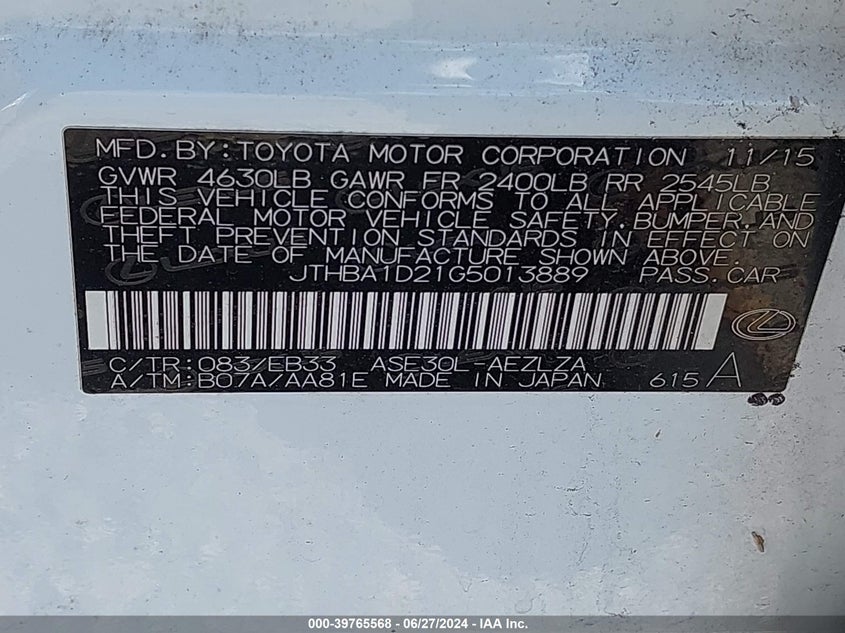 MFD.BY:TOYOTA MOTOR CORPORATION 11/15
GVWR 4630LB GAWR FR 2400LB RR 2545LB
THIS VEHICLE CONFORMS TO ALL APPLICABLE
FEDERAL MOTOR VEHICLE SAFETY,BUMPER,AND
THEFT PREVENTION STANDARDS IN EFFECT ON
THE DATE OF MANUFACTURE SHOWN ABOVE.
JTHBA1D21G5013889 PASS.CAR
C/TR:083/EB33 ASE30L-AEZLZA
A/TM:B07A/AA81E MADE IN JAPAN 615 A
000-39765568 | 06/27/2024 | IAA Inc.